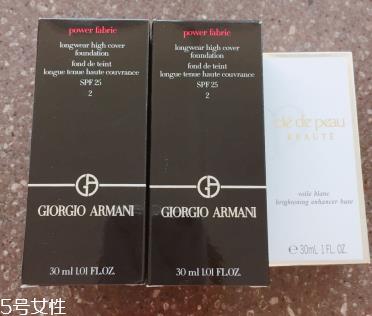 power fabric
longwear high cover
foundation
fond de teint
longue tenue haute couvrance
SPF 25
2
GIORGIO ARMANI
30 ml 1.01 FL.OZ.
power fabric
longwear high cover
foundation
fond de teint
longue tenue haute couvrance
SPF 25
2
GIORGIO ARMANI
30 ml 1.01 FL.OZ.
clé de peau
BEAUTÉ
voile blanc
brightening enhancer base
℮30mL 1FL. OZ.
5号女性